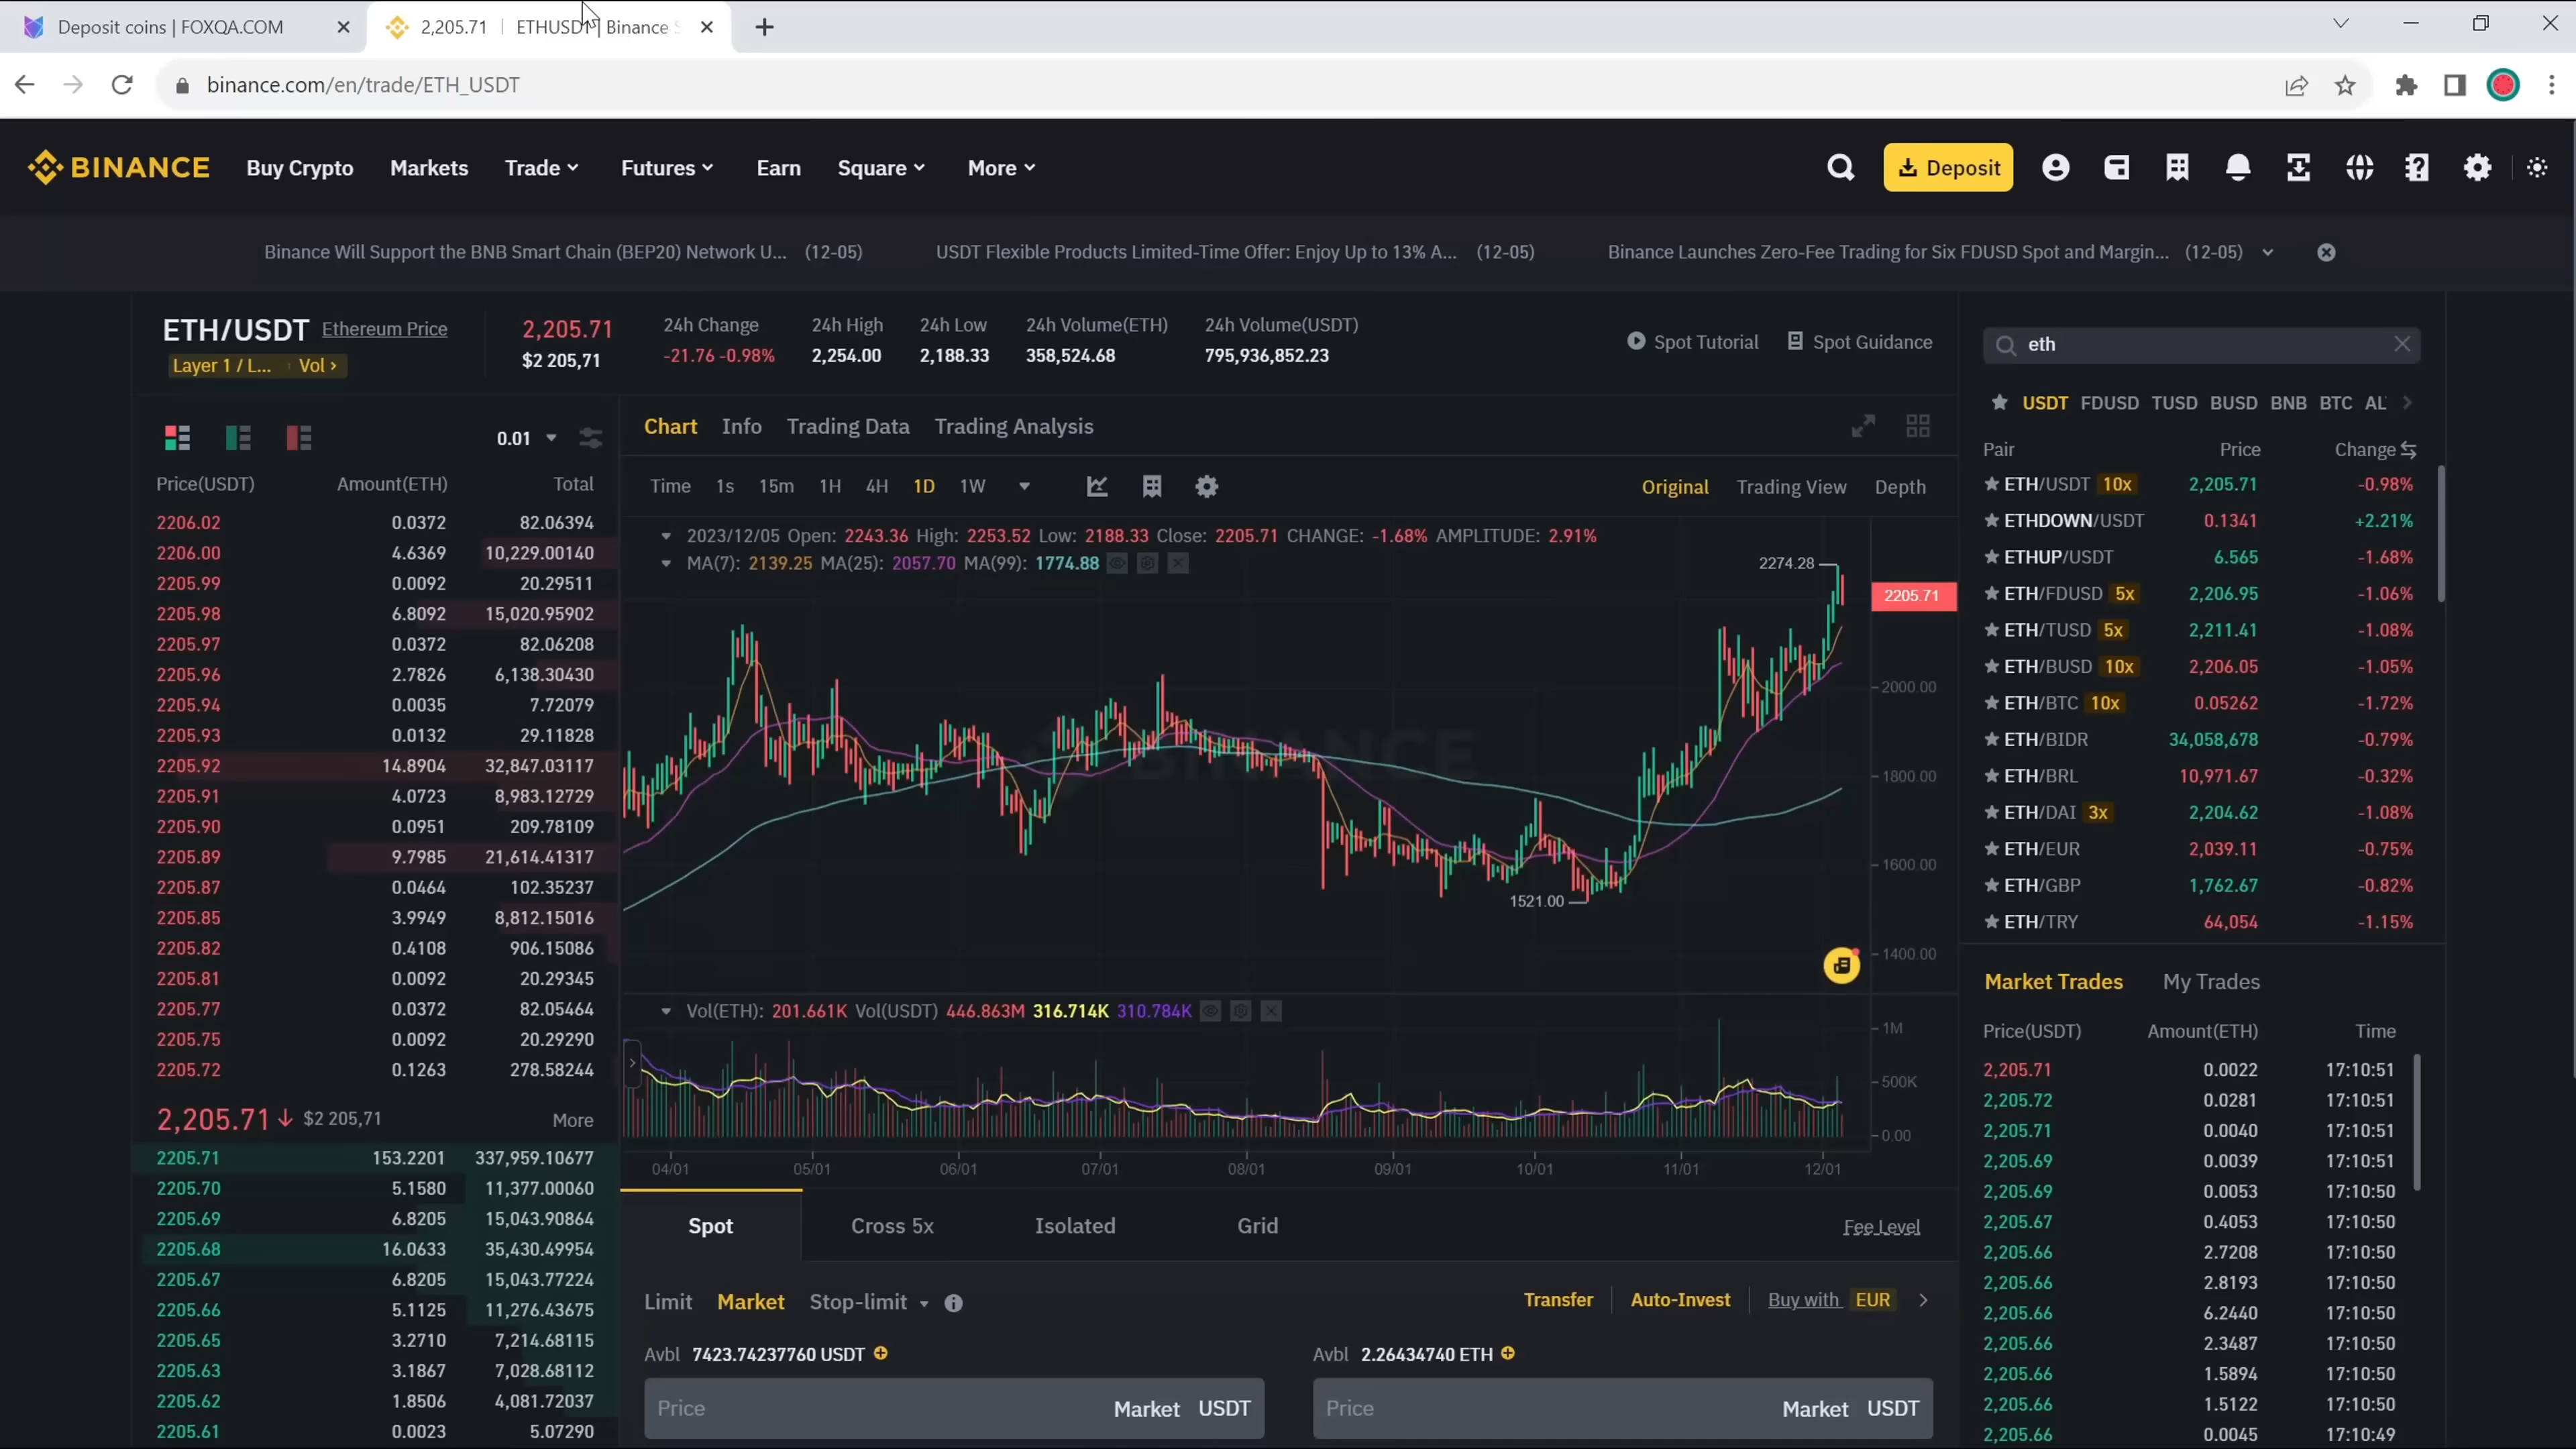 Deposit coins | FOXQA.COM
2,205.71 | ETHUSDT | Binance S
binance.com/en/trade/ETH_USDT
BINANCE Buy Crypto Markets Trade Futures Earn Square More Deposit
Binance Will Support the BNB Smart Chain (BEP20) Network U... (12-05) USDT Flexible Products Limited-Time Offer: Enjoy Up to 13% A... (12-05) Binance Launches Zero-Fee Trading for Six FDUSD Spot and Margin... (12-05)
ETH/USDT Ethereum Price
Layer 1 / L... Vol >
2,205.71
$2 205,71
24h Change
-21.76 -0.98%
24h High
2,254.00
24h Low
2,188.33
24h Volume(ETH)
358,524.68
24h Volume(USDT)
795,936,852.23
Spot Tutorial Spot Guidance
0.01
Price(USDT) Amount(ETH) Total
2206.02 0.0372 82.06394
2206.00 4.6369 10,229.00140
2205.99 0.0092 20.29511
2205.98 6.8092 15,020.95902
2205.97 0.0372 82.06208
2205.96 2.7826 6,138.30430
2205.94 0.0035 7.72079
2205.93 0.0132 29.11828
2205.92 14.8904 32,847.03117
2205.91 4.0723 8,983.12729
2205.90 0.0951 209.78109
2205.89 9.7985 21,614.41317
2205.87 0.0464 102.35237
2205.85 3.9949 8,812.15016
2205.82 0.4108 906.15086
2205.81 0.0092 20.29345
2205.77 0.0372 82.05464
2205.75 0.0092 20.29290
2205.72 0.1263 278.58244
2,205.71 $2 205,71 More
2205.71 153.2201 337,959.10677
2205.70 5.1580 11,377.00060
2205.69 6.8205 15,043.90864
2205.68 16.0633 35,430.49954
2205.67 6.8205 15,043.77224
2205.66 5.1125 11,276.43675
2205.65 3.2710 7,214.68115
2205.63 3.1867 7,028.68112
2205.62 1.8506 4,081.72037
2205.61 0.0023 5.07290
Chart Info Trading Data Trading Analysis
Time 1s 15m 1H 4H 1D 1W
Original Trading View Depth
2023/12/05 Open: 2243.36 High: 2253.52 Low: 2188.33 Close: 2205.71 CHANGE: -1.68% AMPLITUDE: 2.91%
MA(7): 2139.25 MA(25): 2057.70 MA(99): 1774.88
2274.28
2205.71
2000.00
BINANCE
1800.00
1600.00
1521.00
1400.00
Vol(ETH): 201.661K Vol(USDT) 446.863M 316.714K 310.784K
1M
500K
0.00
04/01 05/01 06/01 07/01 08/01 09/01 10/01 11/01 12/01
Spot Cross 5x Isolated Grid Fee Level
Limit Market Stop-limit
Transfer Auto-Invest Buy with EUR
Avbl 7423.74237760 USDT
Price Market USDT
Avbl 2.26434740 ETH
Price Market USDT
eth
USDT FDUSD TUSD BUSD BNB BTC AL
Pair Price Change
ETH/USDT 10x 2,205.71 -0.98%
ETHDOWN/USDT 0.1341 +2.21%
ETHUP/USDT 6.565 -1.68%
ETH/FDUSD 5x 2,206.95 -1.06%
ETH/TUSD 5x 2,211.41 -1.08%
ETH/BUSD 10x 2,206.05 -1.05%
ETH/BTC 10x 0.05262 -1.72%
ETH/BIDR 34,058,678 -0.79%
ETH/BRL 10,971.67 -0.32%
ETH/DAI 3x 2,204.62 -1.08%
ETH/EUR 2,039.11 -0.75%
ETH/GBP 1,762.67 -0.82%
ETH/TRY 64,054 -1.15%
Market Trades My Trades
Price(USDT) Amount(ETH) Time
2,205.71 0.0022 17:10:51
2,205.72 0.0281 17:10:51
2,205.71 0.0040 17:10:51
2,205.69 0.0039 17:10:51
2,205.69 0.0053 17:10:50
2,205.67 0.4053 17:10:50
2,205.66 2.7208 17:10:50
2,205.66 2.8193 17:10:50
2,205.66 6.2440 17:10:50
2,205.66 2.3487 17:10:50
2,205.66 1.5894 17:10:50
2,205.66 1.5122 17:10:50
2,205.66 0.0045 17:10:49